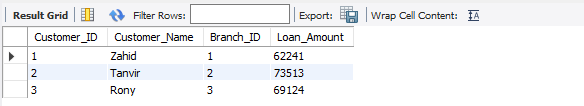 Result Grid Filter Rows: Export: Wrap Cell Content:
Customer_ID Customer_Name Branch_ID Loan_Amount
1 Zahid 1 62241
2 Tanvir 2 73513
3 Rony 3 69124